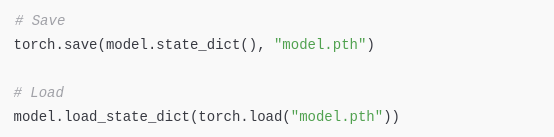 # Save
torch.save(model.state_dict(), "model.pth")
# Load
model.load_state_dict(torch.load("model.pth"))